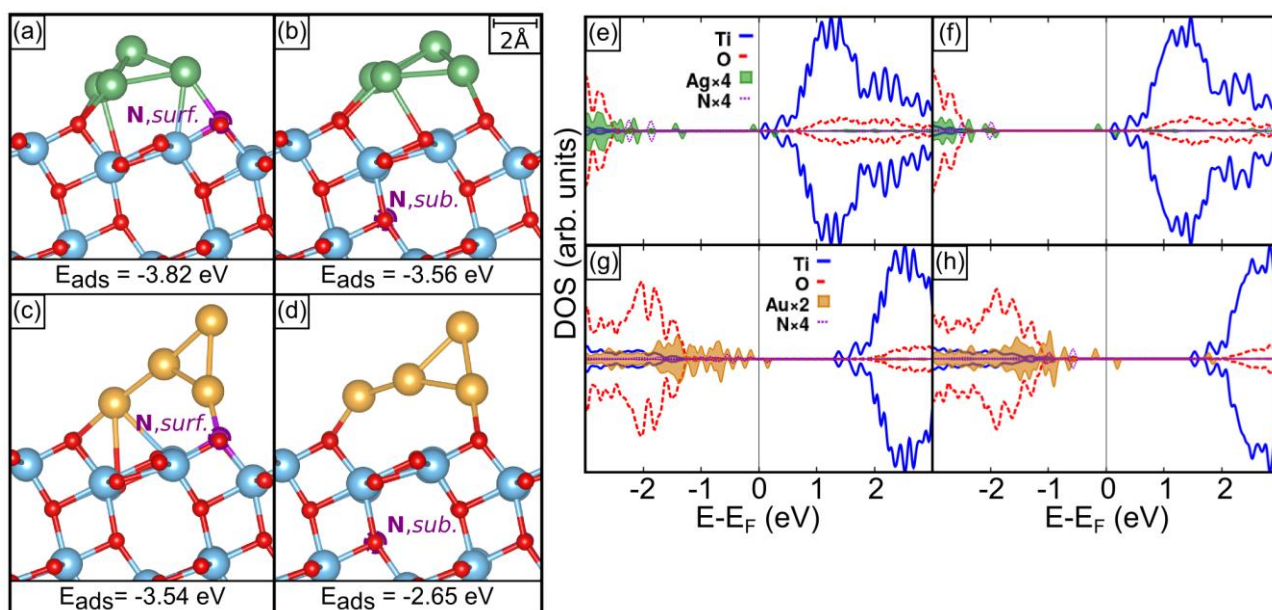 (a)
N,surf.
E_ads = -3.82 eV
(b)
2Å
N,sub.
E_ads = -3.56 eV
(c)
N,surf.
E_ads= -3.54 eV
(d)
N,sub.
E_ads = -2.65 eV
DOS (arb. units)
(e)
Ti
O
Ag×4
N×4
(f)
(g)
Ti
O
Au×2
N×4
(h)
-2 -1 0 1 2
-2 -1 0 1 2
E-E_F (eV)
E-E_F (eV)